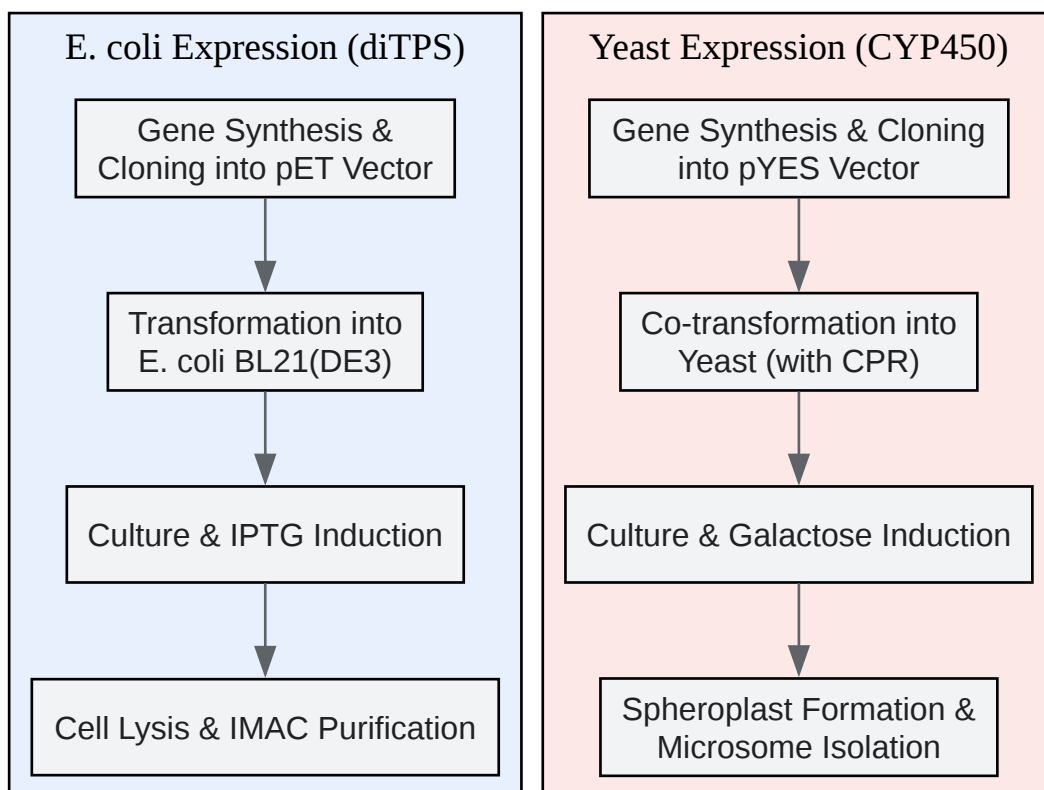 E. coli Expression (diTPS)
Gene Synthesis &
Cloning into pET Vector
Transformation into
E. coli BL21(DE3)
Culture & IPTG Induction
Cell Lysis & IMAC Purification
Yeast Expression (CYP450)
Gene Synthesis & Cloning
into pYES Vector
Co-transformation into
Yeast (with CPR)
Culture & Galactose Induction
Spheroplast Formation &
Microsome Isolation